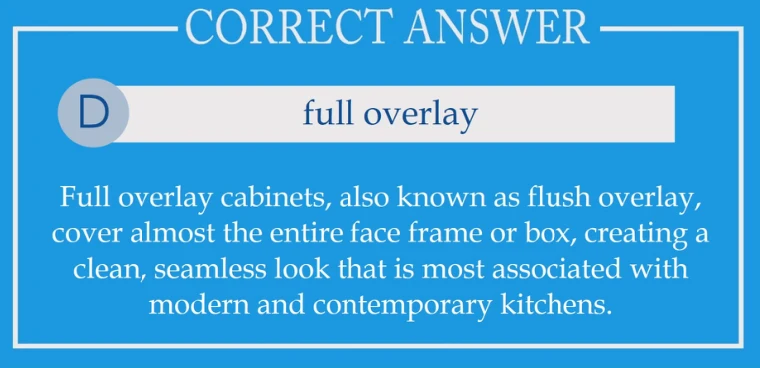 CORRECT ANSWER
D
full overlay
Full overlay cabinets, also known as flush overlay,
cover almost the entire face frame or box, creating a
clean, seamless look that is most associated with
modern and contemporary kitchens.